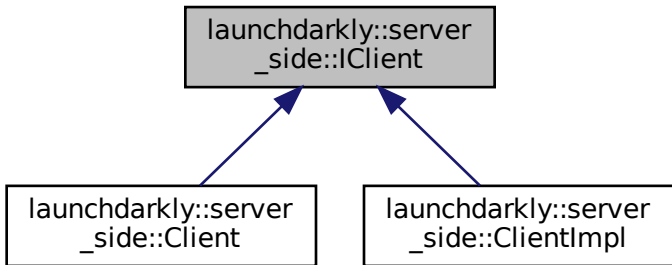 launchdarkly::server
_side::IClient
launchdarkly::server
_side::Client
launchdarkly::server
_side::ClientImpl